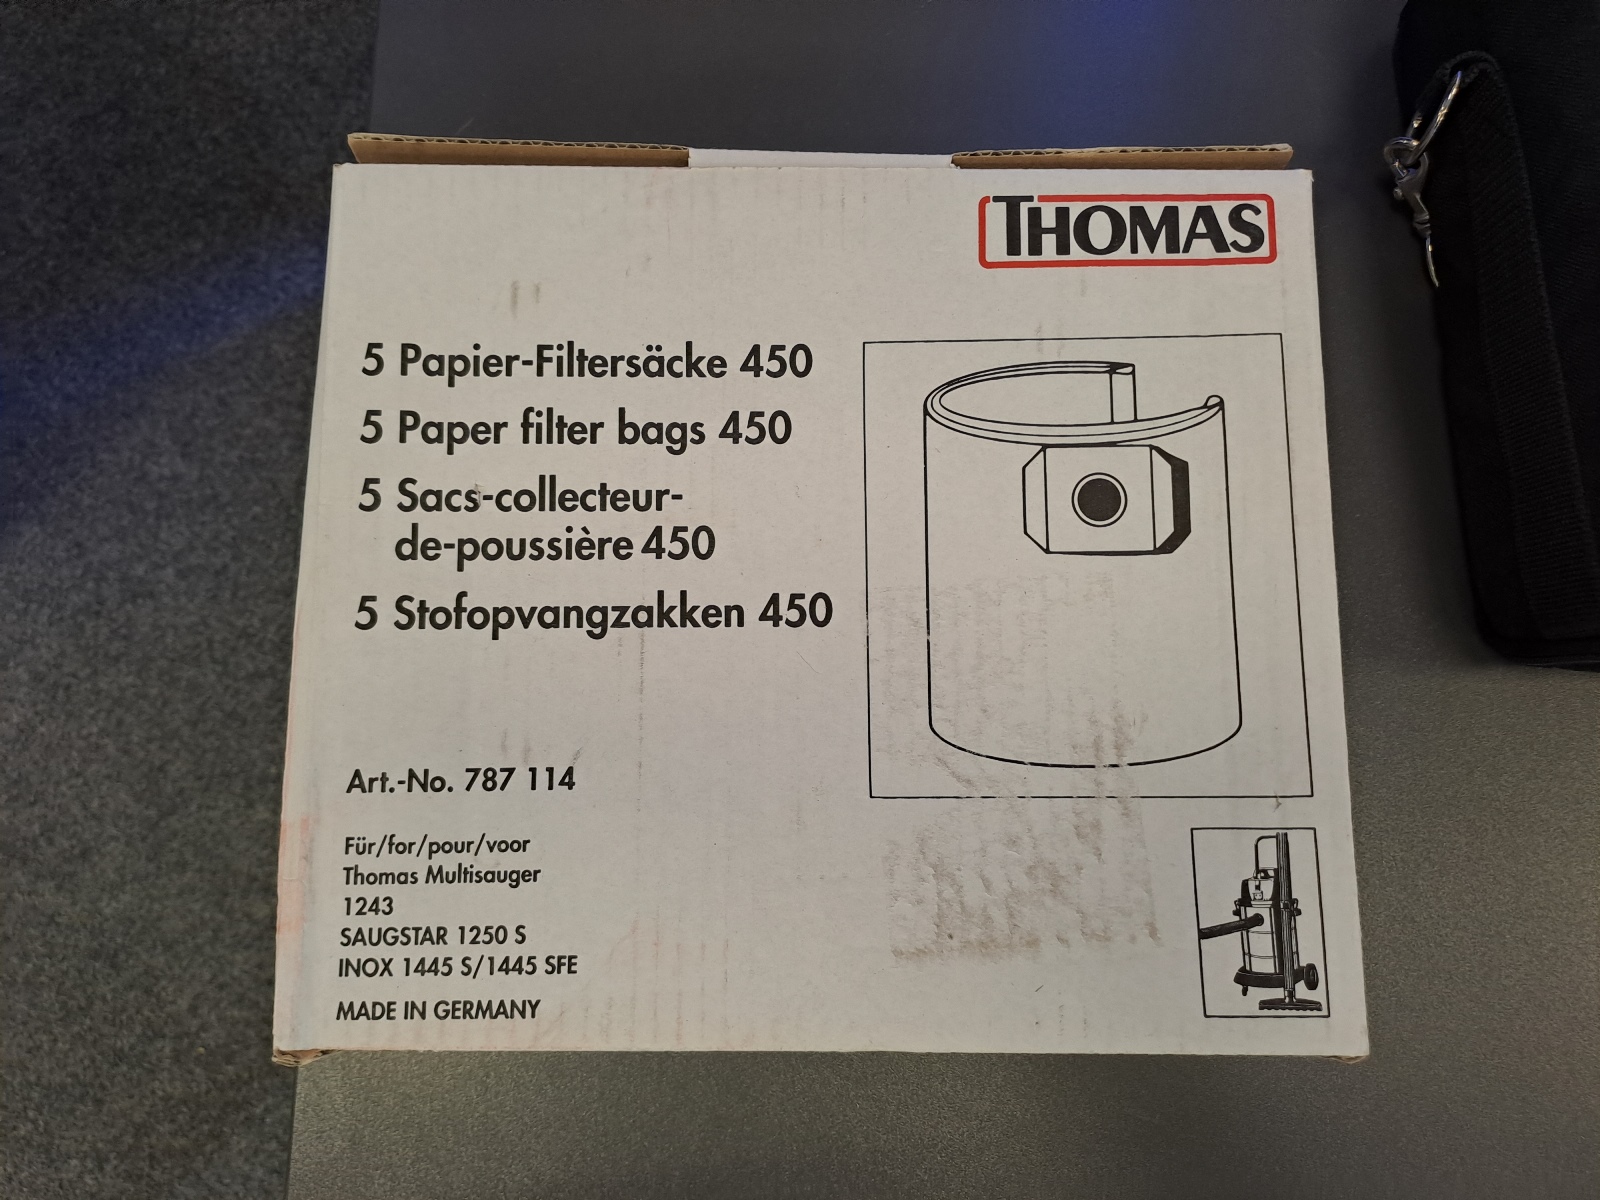 THOMAS
5 Papier-Filtersäcke 450
5 Paper filter bags 450
5 Sacs-collecteur-
de-poussière 450
5 Stofopvangzakken 450
Art.-No. 787 114
Für/for/pour/voor
Thomas Multisauger
1243
SAUGSTAR 1250 S
INOX 1445 S/1445 SFE
MADE IN GERMANY